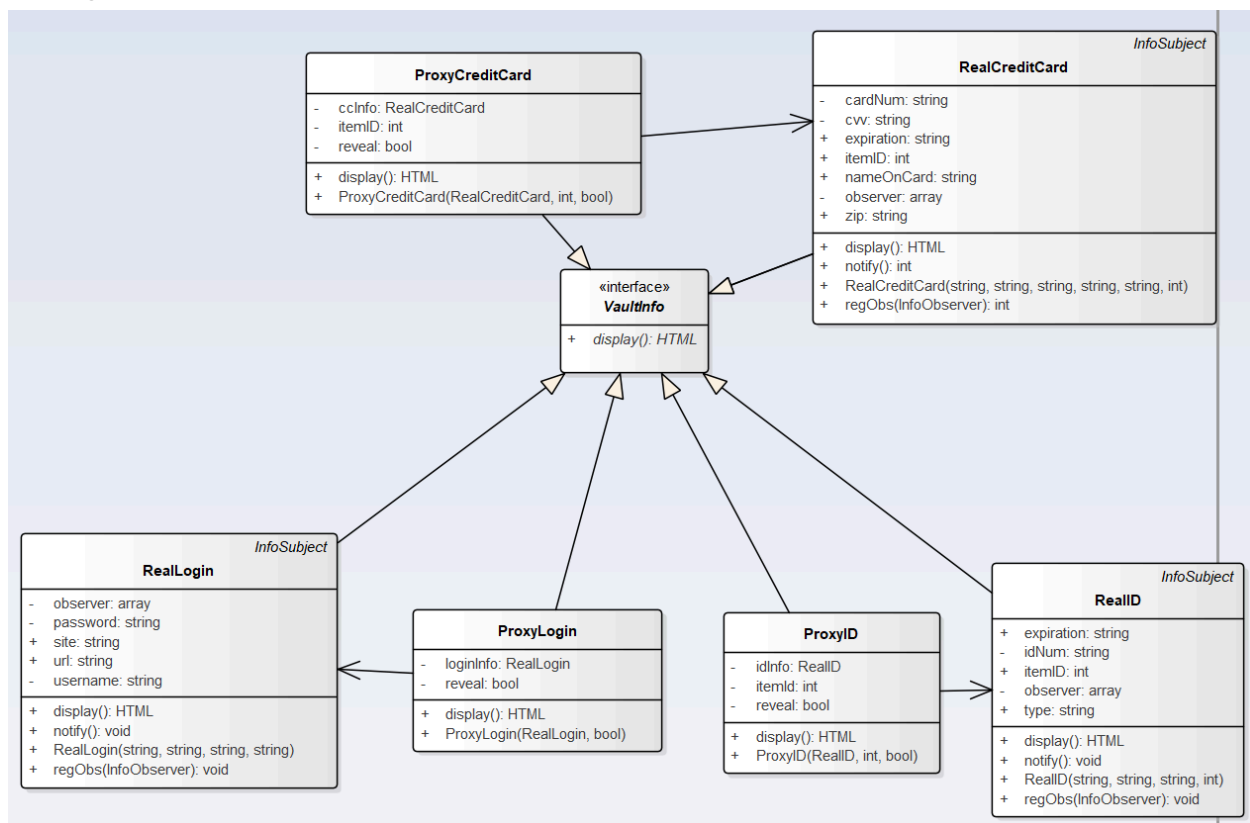 ProxyCreditCard
- ccInfo: RealCreditCard
- itemID: int
- reveal: bool
+ display(): HTML
+ ProxyCreditCard(RealCreditCard, int, bool)
InfoSubject
RealCreditCard
- cardNum: string
- cvv: string
+ expiration: string
+ itemID: int
+ nameOnCard: string
- observer: array
+ zip: string
+ display(): HTML
+ notify(): int
+ RealCreditCard(string, string, string, string, string, int)
+ regObs(InfoObserver): int
«interface»
VaultInfo
+ display(): HTML
InfoSubject
RealLogin
- observer: array
- password: string
+ site: string
+ url: string
- username: string
+ display(): HTML
+ notify(): void
+ RealLogin(string, string, string, string)
+ regObs(InfoObserver): void
ProxyLogin
- loginInfo: RealLogin
- reveal: bool
+ display(): HTML
+ ProxyLogin(RealLogin, bool)
ProxyID
- idInfo: RealID
- itemId: int
- reveal: bool
+ display(): HTML
+ ProxyID(RealID, int, bool)
InfoSubject
RealID
+ expiration: string
- idNum: string
+ itemID: int
- observer: array
+ type: string
+ display(): HTML
+ notify(): void
+ RealID(string, string, string, int)
+ regObs(InfoObserver): void